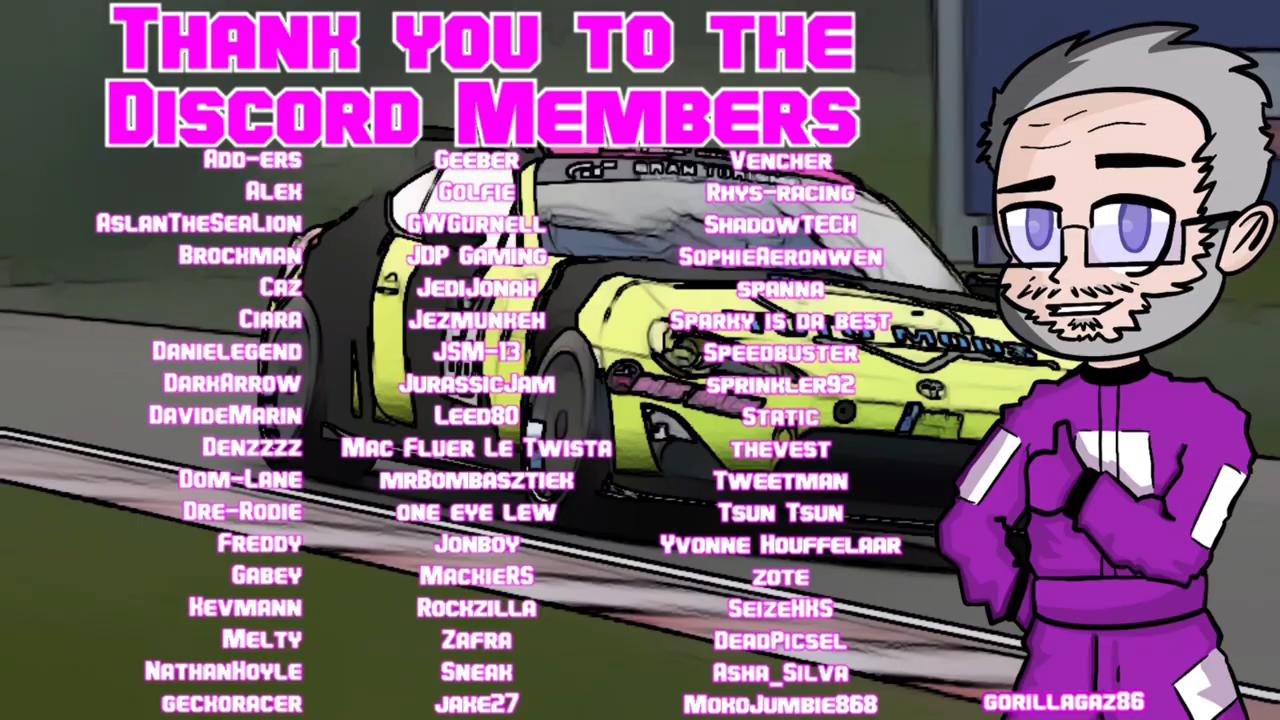 Thank you to the
Discord Members
Add-ers
Alex
AslanTheSeaLion
Brockman
Caz
Ciara
Danielegend
DarkArrow
DavideMarin
Denzzzz
Dom-Lane
Dre-Rodie
Freddy
Gabey
Kevmann
Melty
NathanHoyle
geckoracer
Geeber
Golfie
GWGurnell
JDP Gaming
JediJonah
Jezmunkeh
JSM-13
JurassicJam
Leed80
Mac Fluer Le Twista
mrBombasztiek
one eye lew
Jonboy
MackieRS
Rockzilla
Zafra
Sneak
jake27
Vencher
Rhys-racing
ShadowTECH
SophieAeronwen
spanna
Sparky is da best
Speedbuster
sprinkler92
Static
thevest
Tweetman
Tsun Tsun
Yvonne Houffelaar
zote
SeizeHKS
DeadPicsel
Asha_Silva
MokoJumbie868
gorillagaz86
GT GRAN TURISMO